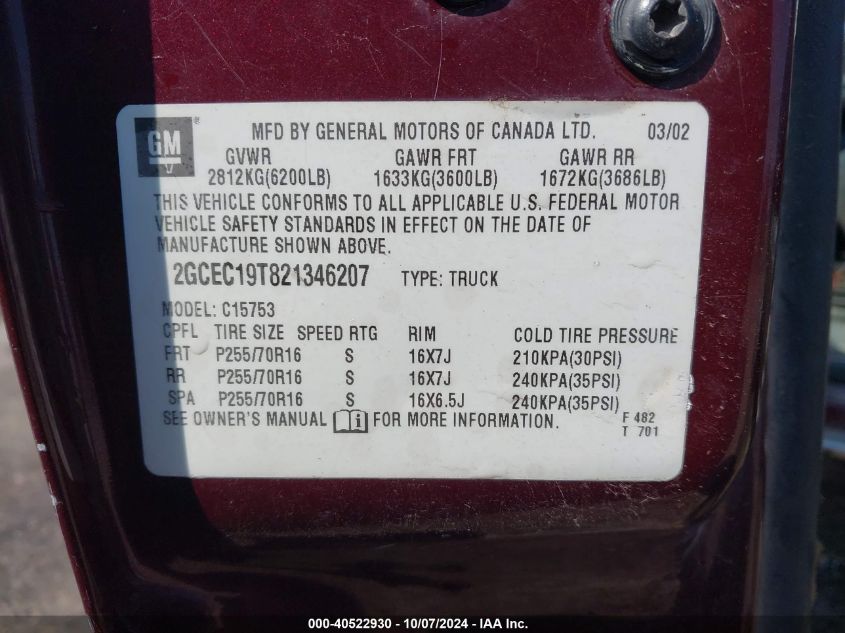 GM ®
MFD BY GENERAL MOTORS OF CANADA LTD. 03/02
GVWR GAWR FRT GAWR RR
2812KG(6200LB) 1633KG(3600LB) 1672KG(3686LB)
THIS VEHICLE CONFORMS TO ALL APPLICABLE U.S. FEDERAL MOTOR
VEHICLE SAFETY STANDARDS IN EFFECT ON THE DATE OF
MANUFACTURE SHOWN ABOVE.
2GCEC19T821346207 TYPE: TRUCK
MODEL: C15753
CPFL TIRE SIZE SPEED RTG RIM COLD TIRE PRESSURE
FRT P255/70R16 S 16X7J 210KPA(30PSI)
RR P255/70R16 S 16X7J 240KPA(35PSI)
SPA P255/70R16 S 16X6.5J 240KPA(35PSI)
SEE OWNER'S MANUAL i FOR MORE INFORMATION.
F 482
T 701
000-40522930 - 10/07/2024 - IAA Inc.